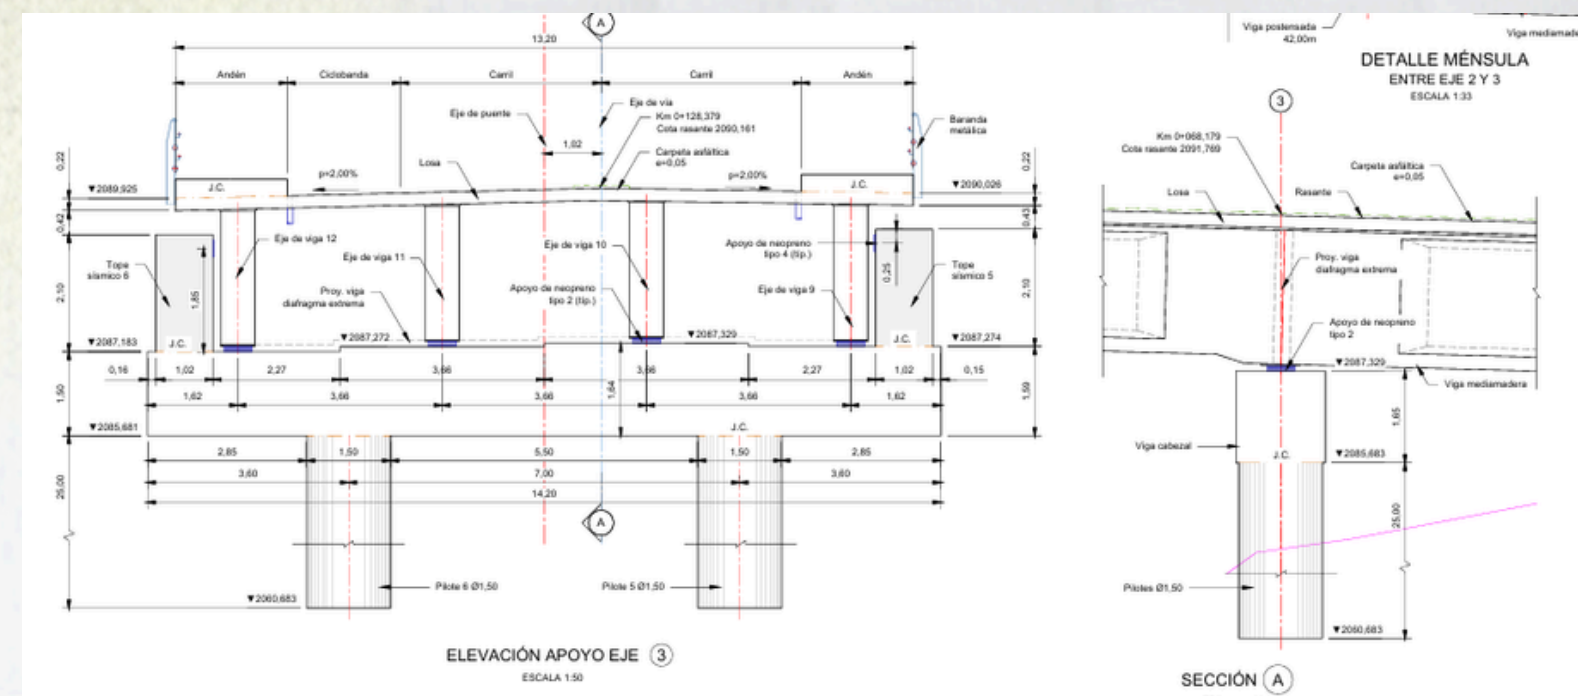 A
13,20
Andén
Ciclobanda
Carril
Carril
Andén
Eje de puente
Eje de vía
Km 0+128,379
Cota rasante 2090,161
Baranda
metálica
1,02
Carpeta asfáltica
e=0,05
Losa
p=2,00%
p=2,00%
0,22
0,22
▼2089,925
J.C.
J.C.
▼2090,026
0,42
0,43
Eje de viga 12
Eje de viga 11
Eje de viga 10
Apoyo de neopreno
tipo 4 (tip.)
Tope
sísmico 6
Tope
sísmico 5
0,25
1,85
2,10
2,10
Proy. viga
diafragma extrema
Apoyo de neopreno
tipo 2 (tip.)
Eje de viga 9
▼2087,183
J.C.
▼2087,272
▼2087,329
J.C.
▼2087,274
0,16
1,02
2,27
3,66
3,66
2,27
1,02
0,15
1,50
1,62
3,66
3,66
3,66
1,62
1,64
1,59
▼2085,681
J.C.
2,85
1,50
5,50
1,50
2,85
3,60
7,00
3,60
14,20
25,00
A
Pilote 6 Ø1,50
Pilote 5 Ø1,50
▼2060,683
ELEVACIÓN APOYO EJE 3
ESCALA 1:50
Viga postensada
42,00m
DETALLE MÉNSULA
ENTRE EJE 2 Y 3
ESCALA 1:33
3
Km 0+068,179
Cota rasante 2091,769
Carpeta asfáltica
e=0,05
Losa
Rasante
Proy. viga
diafragma extrema
Apoyo de neopreno
tipo 2
▼2087,329
Viga mediamadera
Viga cabezal
1,65
J.C.
▼2085,683
25,00
Pilotes Ø1,50
▼2060,683
SECCIÓN A